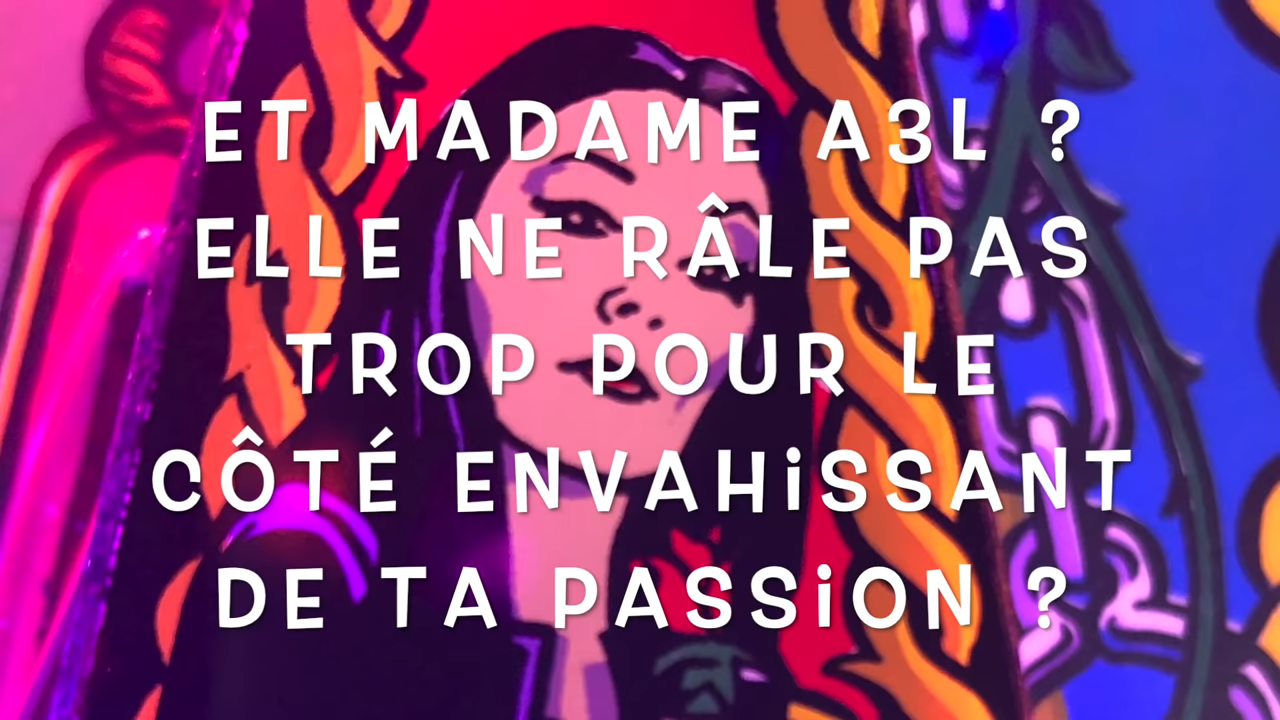 ET MADAME A3L ?
ELLE NE RÂLE PAS
TROP POUR LE
CÔTÉ ENVAHiSSANT
DE TA PASSiON ?